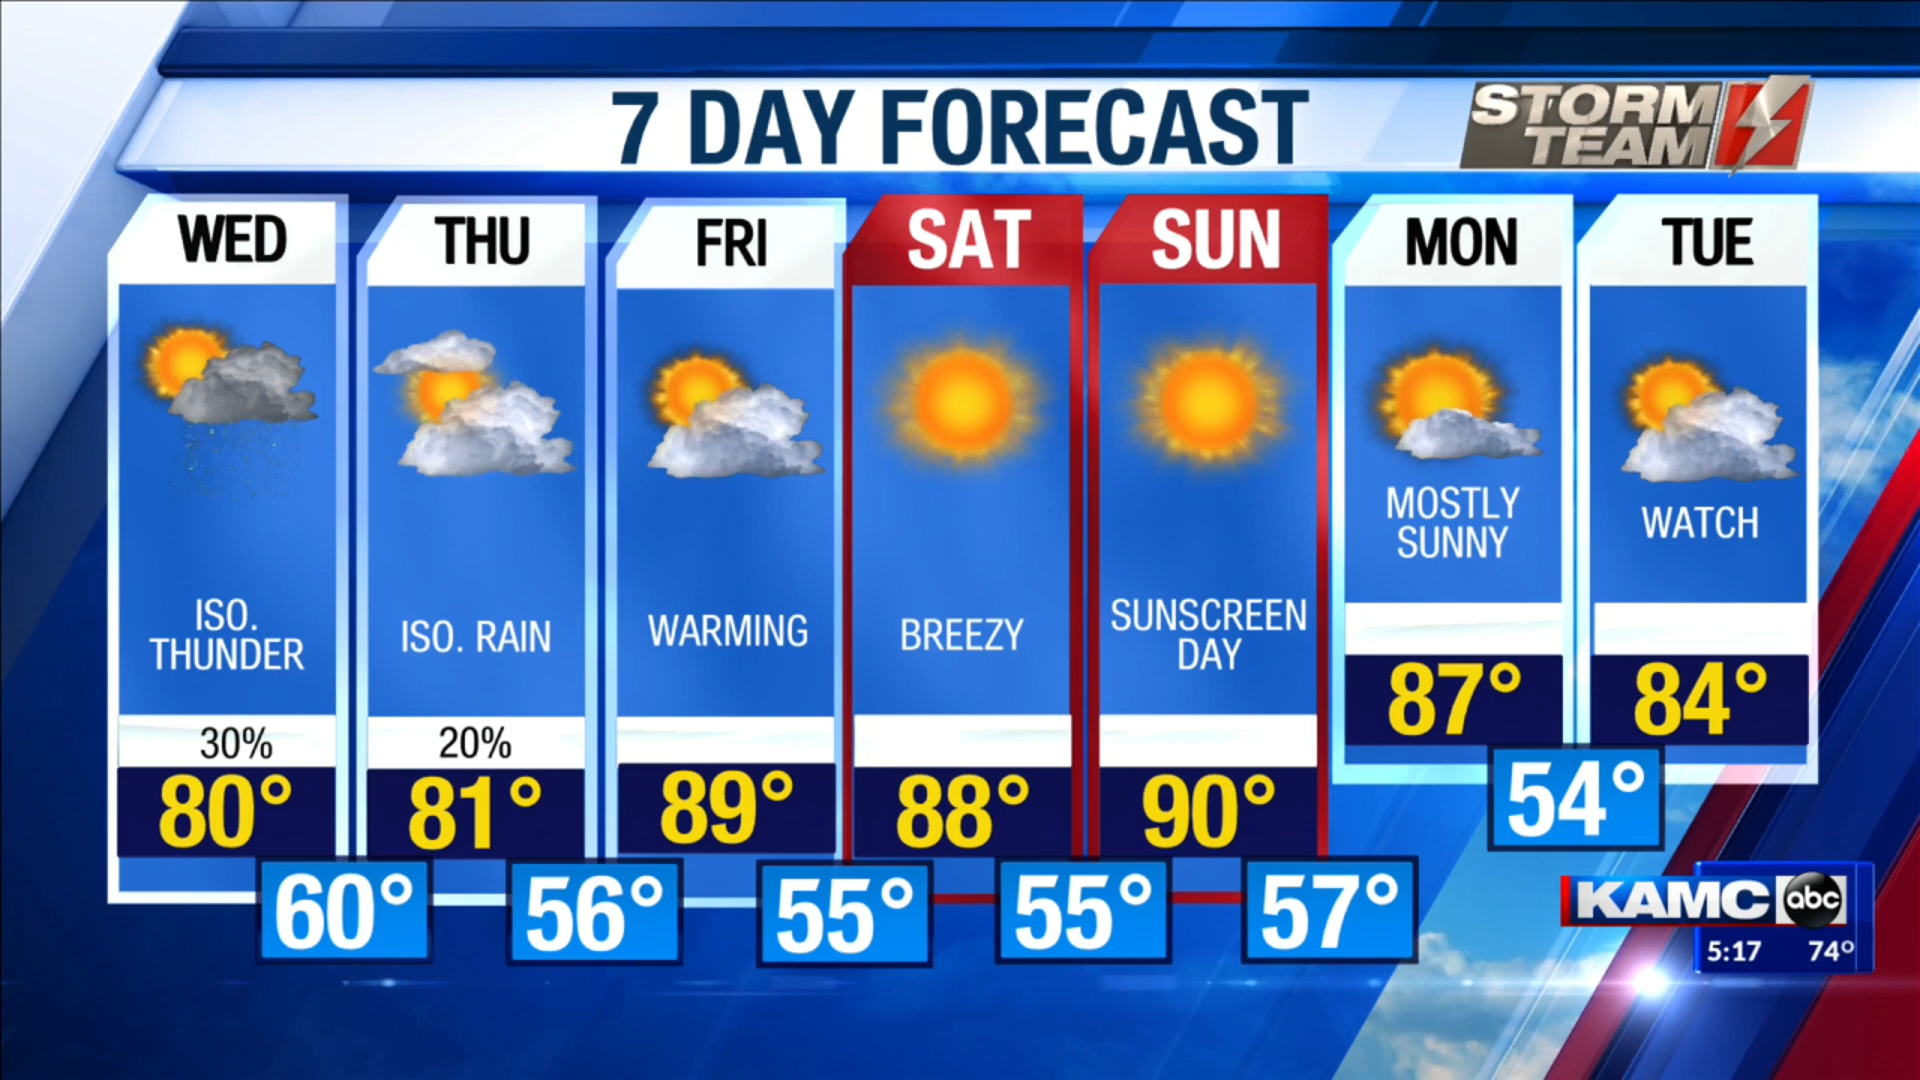 7 DAY FORECAST
STORM
TEAM
WED
THU
FRI
SAT
SUN
MON
TUE
ISO.
THUNDER
ISO. RAIN
WARMING
BREEZY
SUNSCREEN
DAY
MOSTLY
SUNNY
WATCH
30%
20%
80°
81°
89°
88°
90°
87°
84°
60°
56°
55°
55°
57°
54°
KAMC abc
5:17 74°